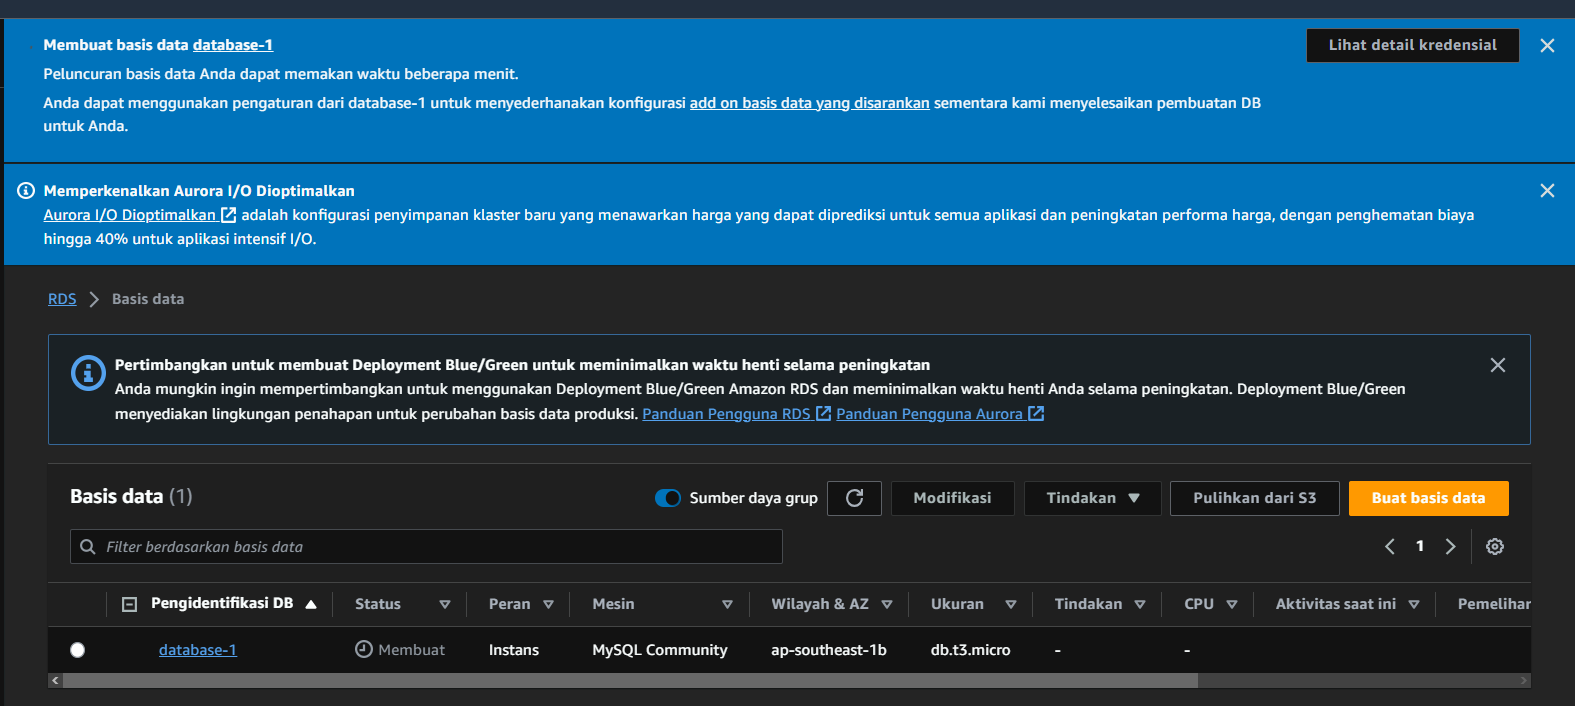 Membuat basis data database-1
Lihat detail kredensial
Peluncuran basis data Anda dapat memakan waktu beberapa menit.
Anda dapat menggunakan pengaturan dari database-1 untuk menyederhanakan konfigurasi add on basis data yang disarankan sementara kami menyelesaikan pembuatan DB
untuk Anda.
Memperkenalkan Aurora I/O Dioptimalkan
Aurora I/O Dioptimalkan adalah konfigurasi penyimpanan klaster baru yang menawarkan harga yang dapat diprediksi untuk semua aplikasi dan peningkatan performa harga, dengan penghematan biaya
hingga 40% untuk aplikasi intensif I/O.
RDS > Basis data
Pertimbangkan untuk membuat Deployment Blue/Green untuk meminimalkan waktu henti selama peningkatan
Anda mungkin ingin mempertimbangkan untuk menggunakan Deployment Blue/Green Amazon RDS dan meminimalkan waktu henti Anda selama peningkatan. Deployment Blue/Green
menyediakan lingkungan penahapan untuk perubahan basis data produksi. Panduan Pengguna RDS Panduan Pengguna Aurora
Basis data (1)
Sumber daya grup
Modifikasi
Tindakan
Pulihkan dari S3
Buat basis data
Filter berdasarkan basis data
1
Pengidentifikasi DB Status Peran Mesin Wilayah & AZ Ukuran Tindakan CPU Aktivitas saat ini Pemelihar
database-1 Membuat Instans MySQL Community ap-southeast-1b db.t3.micro - -